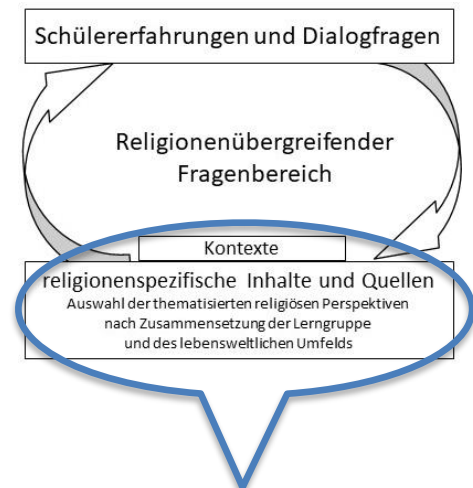 Schülererfahrungen und Dialogfragen
Religionenübergreifender
Fragenbereich
Kontexte
religionenspezifische Inhalte und Quellen
Auswahl der thematisierten religiösen Perspektiven
nach Zusammensetzung der Lerngruppe
und des lebensweltlichen Umfelds